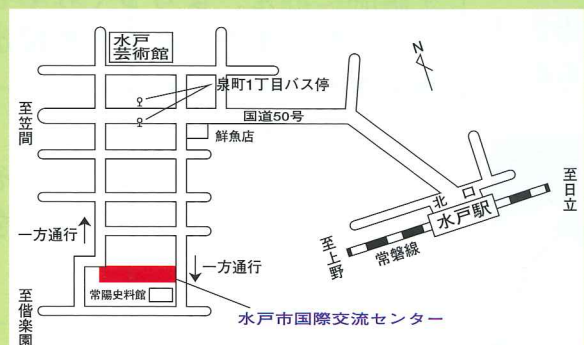 水戸
芸術館
N
泉町1丁目バス停
至笠間
国道50号
鮮魚店
北口
至日立
水戸駅
一方通行
至上野
常磐線
一方通行
至偕楽園
常陽史料館
水戸市国際交流センター